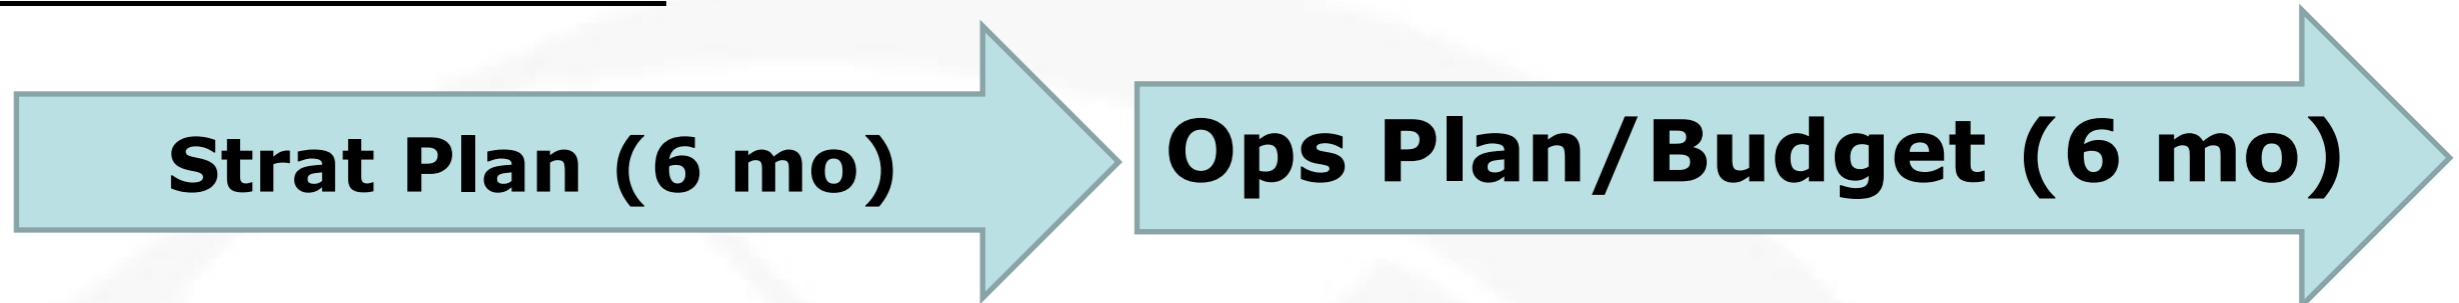 Strat Plan (6 mo)
Ops Plan/Budget (6 mo)